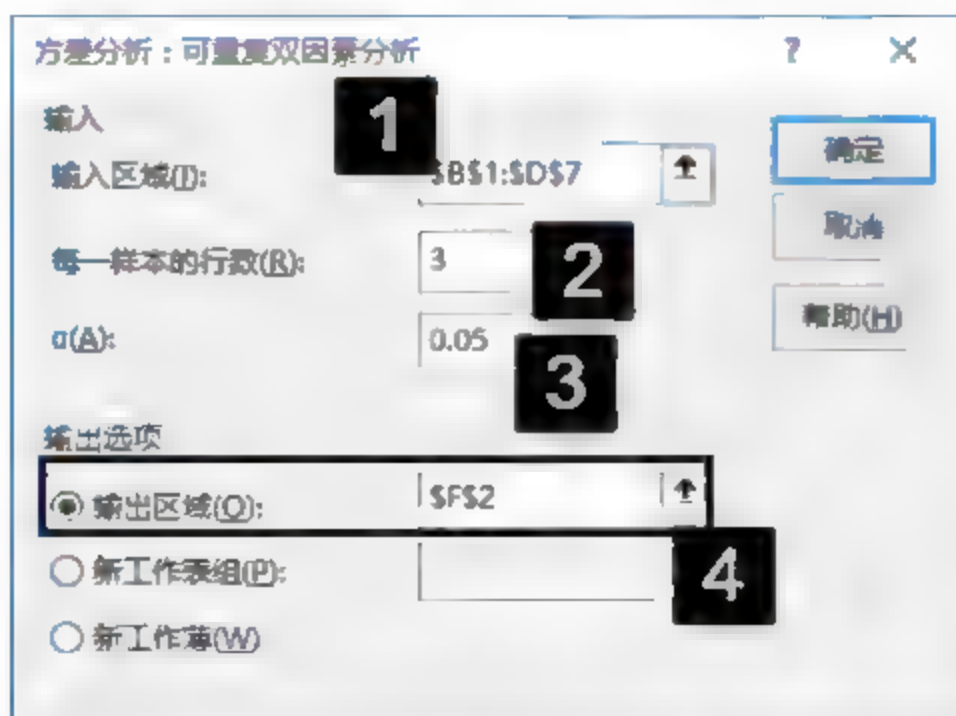 方差分析：可重复双因素分析 ? ×
输入
1
输入区域(I): $B$1:$D$7
确定
每一样本的行数(R): 3
2
取消
α(A): 0.05
3
帮助(H)
输出选项
输出区域(O): $F$2
新工作表组(P):
4
新工作薄(W)